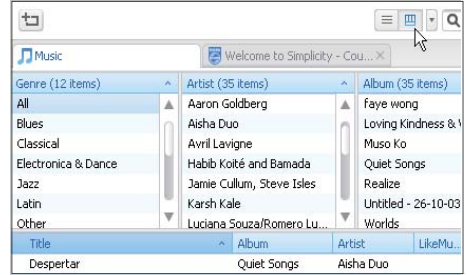 Music
Welcome to Simplicity - Cou...
Genre (12 items)
Artist (35 items)
Album (35 items)
All
Aaron Goldberg
faye wong
Blues
Aisha Duo
Loving Kindness &
Classical
Avril Lavigne
Muso Ko
Electronica & Dance
Habib Koité and Bamada
Quiet Songs
Jazz
Jamie Cullum, Steve Isles
Realize
Latin
Karsh Kale
Untitled - 26-10-03
Other
Luciana Souza/Romero Lu...
Worlds
Title
Album
Artist
LikeMu...
Despertar
Quiet Songs
Aisha Duo